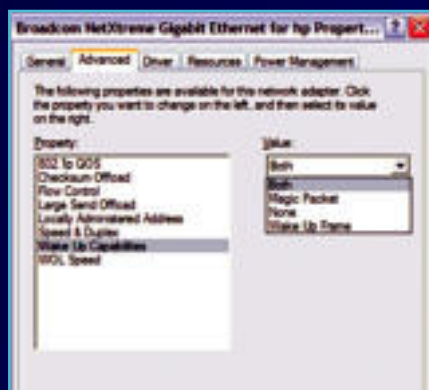 Broadcom NetXtreme Gigabit Ethernet for hp Propert... ?
General Advanced Driver Resources Power Management
The following properties are available for this network adapter. Click
the property you want to change on the left, and then select its value
on the right.
Property:
802.1p QOS
Checksum Offload
Flow Control
Large Send Offload
Locally Administered Address
Speed & Duplex
Wake Up Capabilities
WOL Speed
Value:
Both
Both
Magic Packet
None
Wake Up Frame